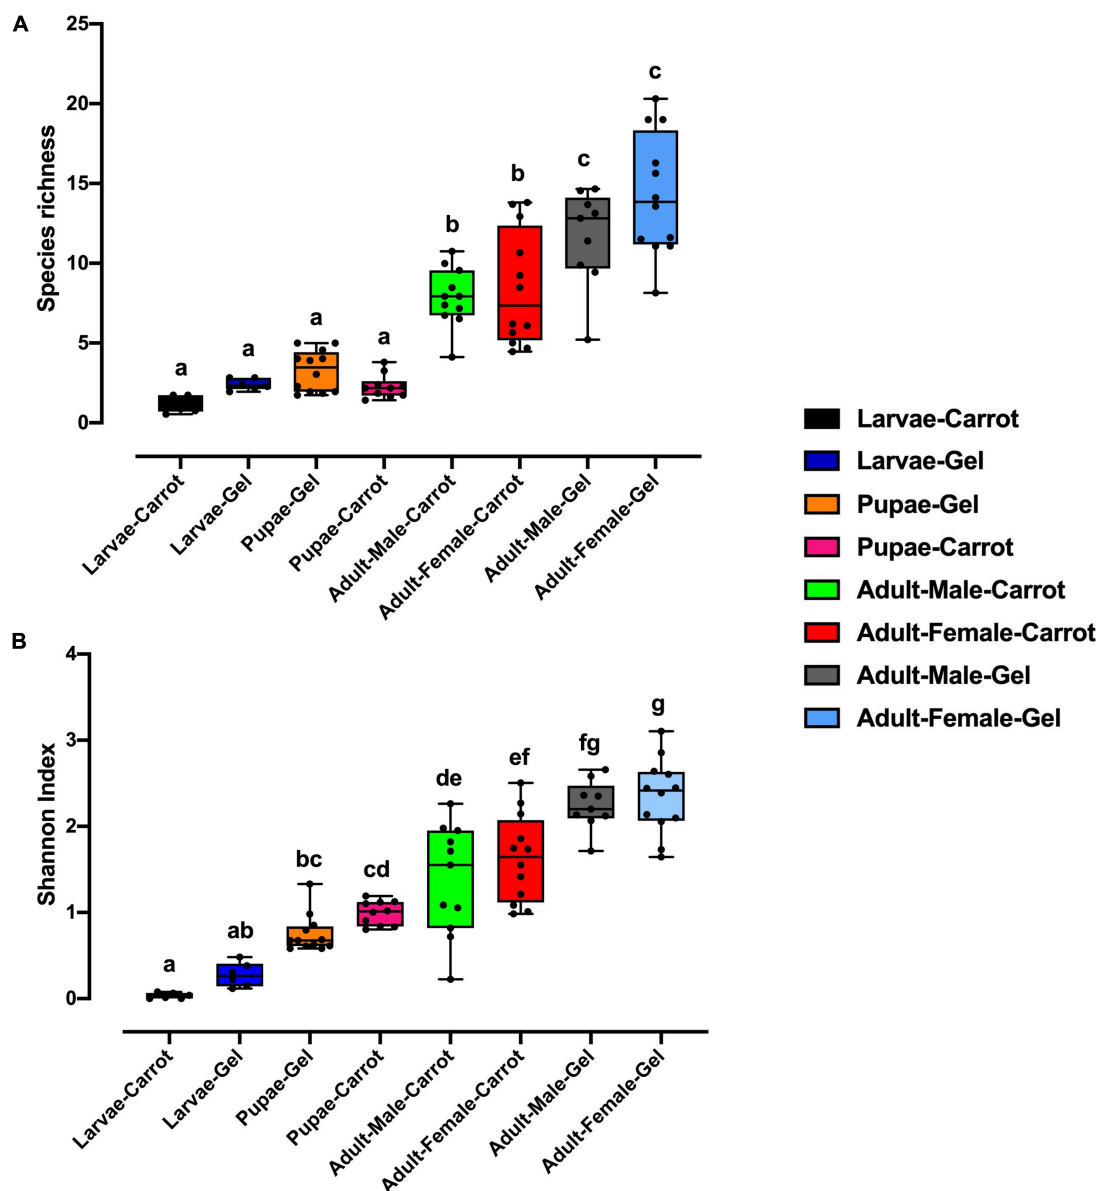 A
Species richness
25
20
15
10
5
0
a
a
a
a
b
b
c
c
Larvae-Carrot
Larvae-Gel
Pupae-Gel
Pupae-Carrot
Adult-Male-Carrot
Adult-Female-Carrot
Adult-Male-Gel
Adult-Female-Gel
Larvae-Carrot
Larvae-Gel
Pupae-Gel
Pupae-Carrot
Adult-Male-Carrot
Adult-Female-Carrot
Adult-Male-Gel
Adult-Female-Gel
B
Shannon Index
4
3
2
1
0
a
ab
bc
cd
de
ef
fg
g
Larvae-Carrot
Larvae-Gel
Pupae-Gel
Pupae-Carrot
Adult-Male-Carrot
Adult-Female-Carrot
Adult-Male-Gel
Adult-Female-Gel